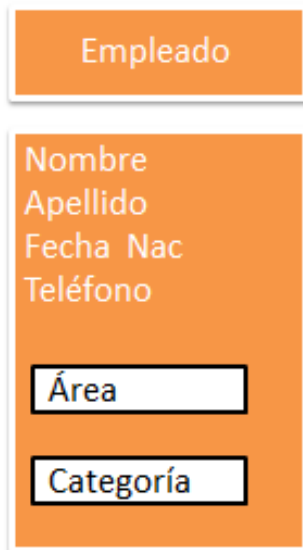 Empleado
Nombre
Apellido
Fecha Nac
Teléfono
Área
Categoría